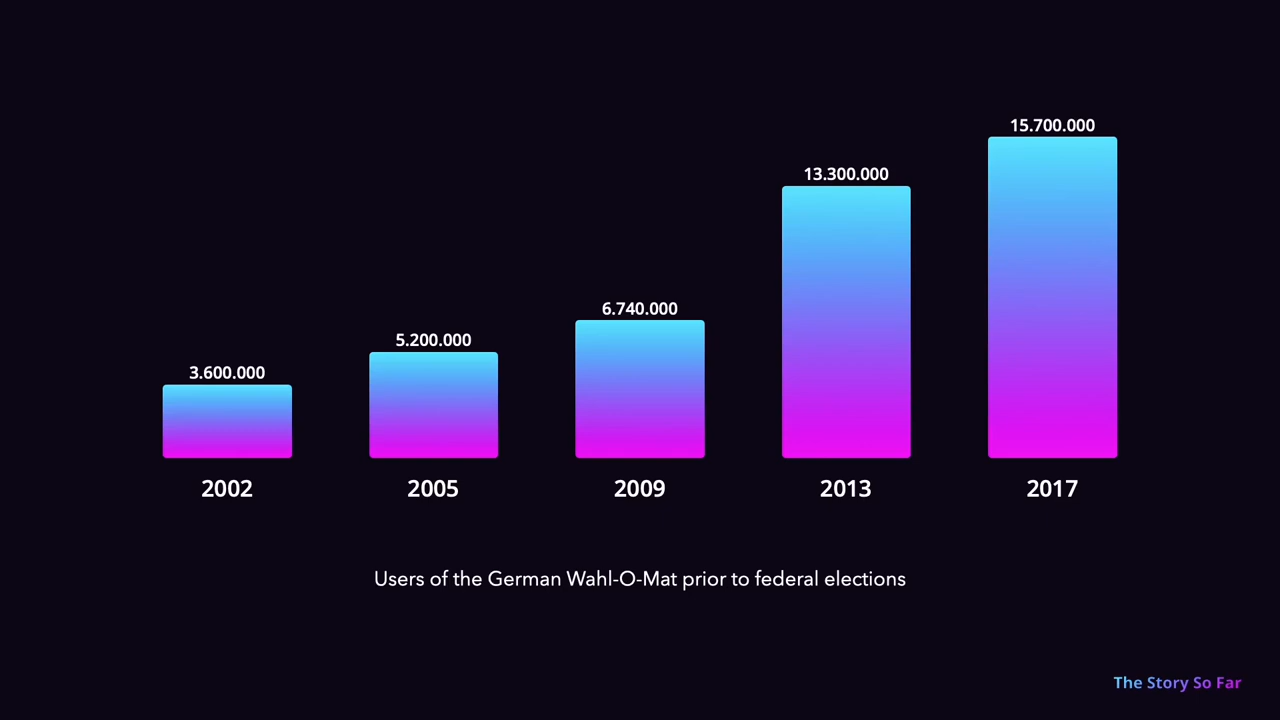 15.700.000
13.300.000
6.740.000
5.200.000
3.600.000
2002 2005 2009 2013 2017
Users of the German Wahl-O-Mat prior to federal elections
The Story So Far